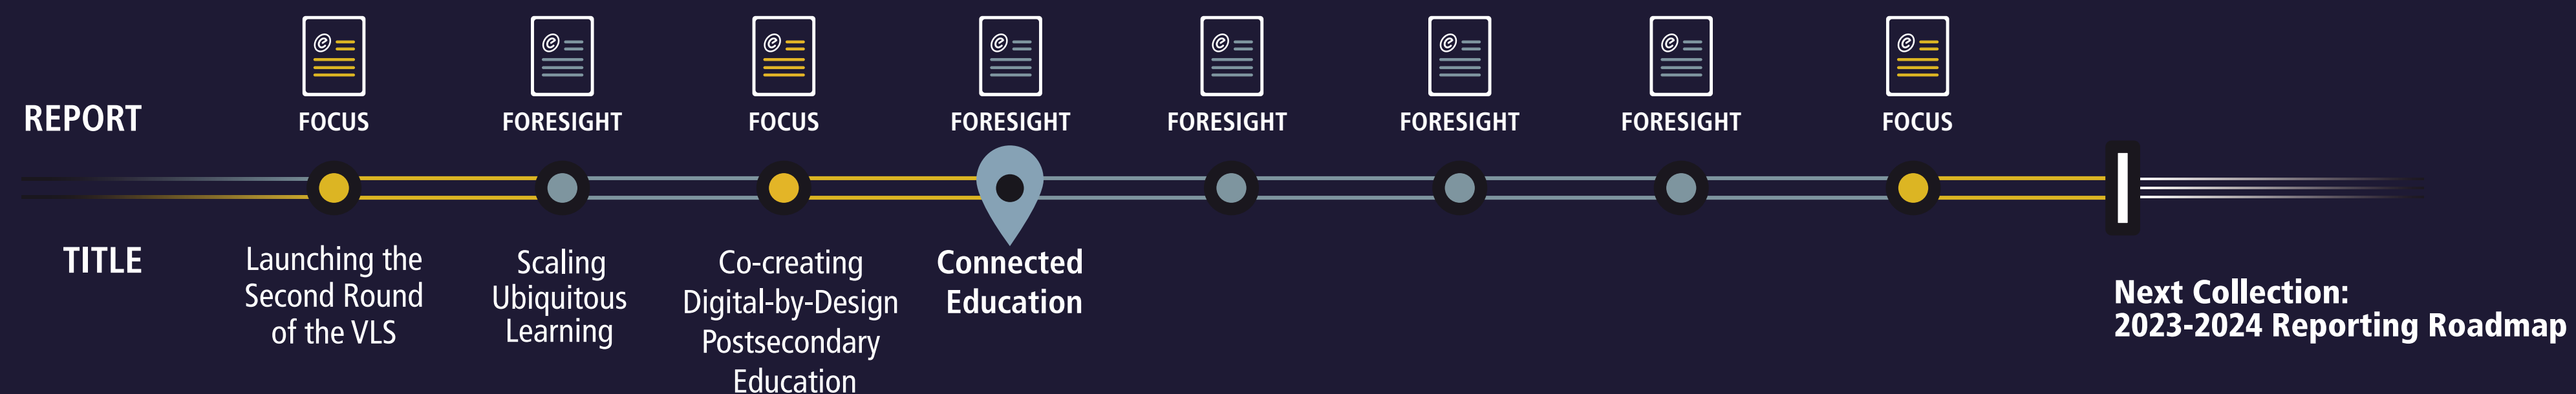 REPORT
FOCUS
FORESIGHT
FOCUS
FORESIGHT
FORESIGHT
FORESIGHT
FORESIGHT
FOCUS
TITLE
Launching the
Second Round
of the VLS
Scaling
Ubiquitous
Learning
Co-creating
Digital-by-Design
Postsecondary
Education
Connected
Education
Next Collection:
2023-2024 Reporting Roadmap